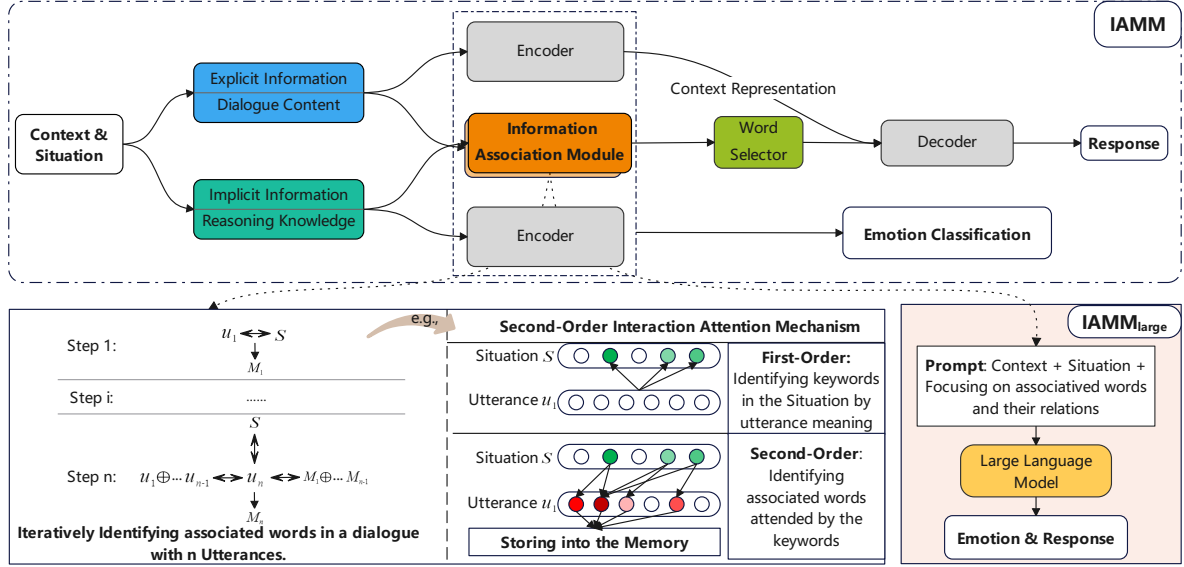 IAMM
Context &
Situation
Explicit Information
Dialogue Content
Implicit Information
Reasoning Knowledge
Encoder
Information
Association Module
Encoder
Context Representation
Word
Selector
Decoder
Response
Emotion Classification
Step 1:
u1 S
M1
Step i:
......
S
Step n:
u1⊕... un-1 un M1⊕... Mn-1
Mn
Iteratively Identifying associated words in a dialogue
with n Utterances.
e.g.,
Second-Order Interaction Attention Mechanism
Situation S
Utterance u1
First-Order:
Identifying keywords
in the Situation by
utterance meaning
Situation S
Utterance u1
Storing into the Memory
Second-Order:
Identifying
associated words
attended by the
keywords
IAMMlarge
Prompt: Context + Situation +
Focusing on associatived words
and their relations
Large Language
Model
Emotion & Response